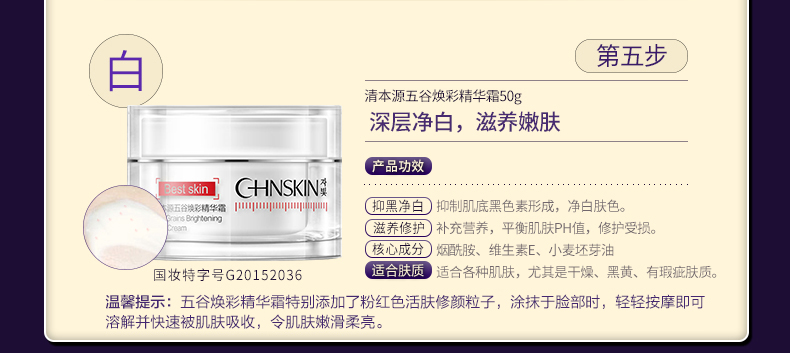 白
第五步
清本源五谷焕彩精华霜50g
深层净白，滋养嫩肤
产品功效
Best skin
CHNSKIN
本源五谷焕彩精华霜
Grains Brightening
Cream
抑黑净白 抑制肌底黑色素形成，净白肤色。
滋养修护 补充营养，平衡肌肤PH值，修护受损。
核心成分 烟酰胺、维生素E、小麦坯芽油
适合肤质 适合各种肌肤，尤其是干燥、黑黄、有瑕疵肤质。
国妆特字号G20152036
温馨提示：五谷焕彩精华霜特别添加了粉红色活肤修颜粒子，涂抹于脸部时，轻轻按摩即可
溶解并快速被肌肤吸收，令肌肤嫩滑柔亮。